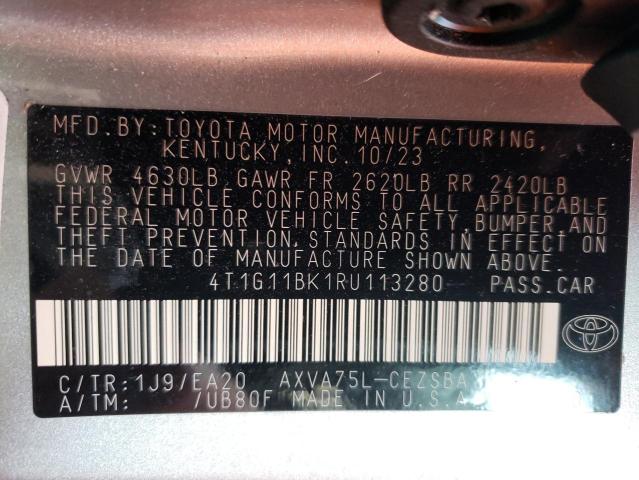 MFD.BY:TOYOTA MOTOR MANUFACTURING,
KENTUCKY,INC.10/23
GVWR 4630LB GAWR FR 2620LB RR 2420LB
THIS VEHICLE CONFORMS TO ALL APPLICABLE
FEDERAL MOTOR VEHICLE SAFETY,BUMPER,AND
THEFT PREVENTION STANDARDS IN EFFECT ON
THE DATE OF MANUFACTURE SHOWN ABOVE.
4T1G11BK1RU113280 PASS.CAR
C/TR:1J9/EA20 AXVA75L-CEZSBA
A/TM: /UB80F MADE IN U.S.A